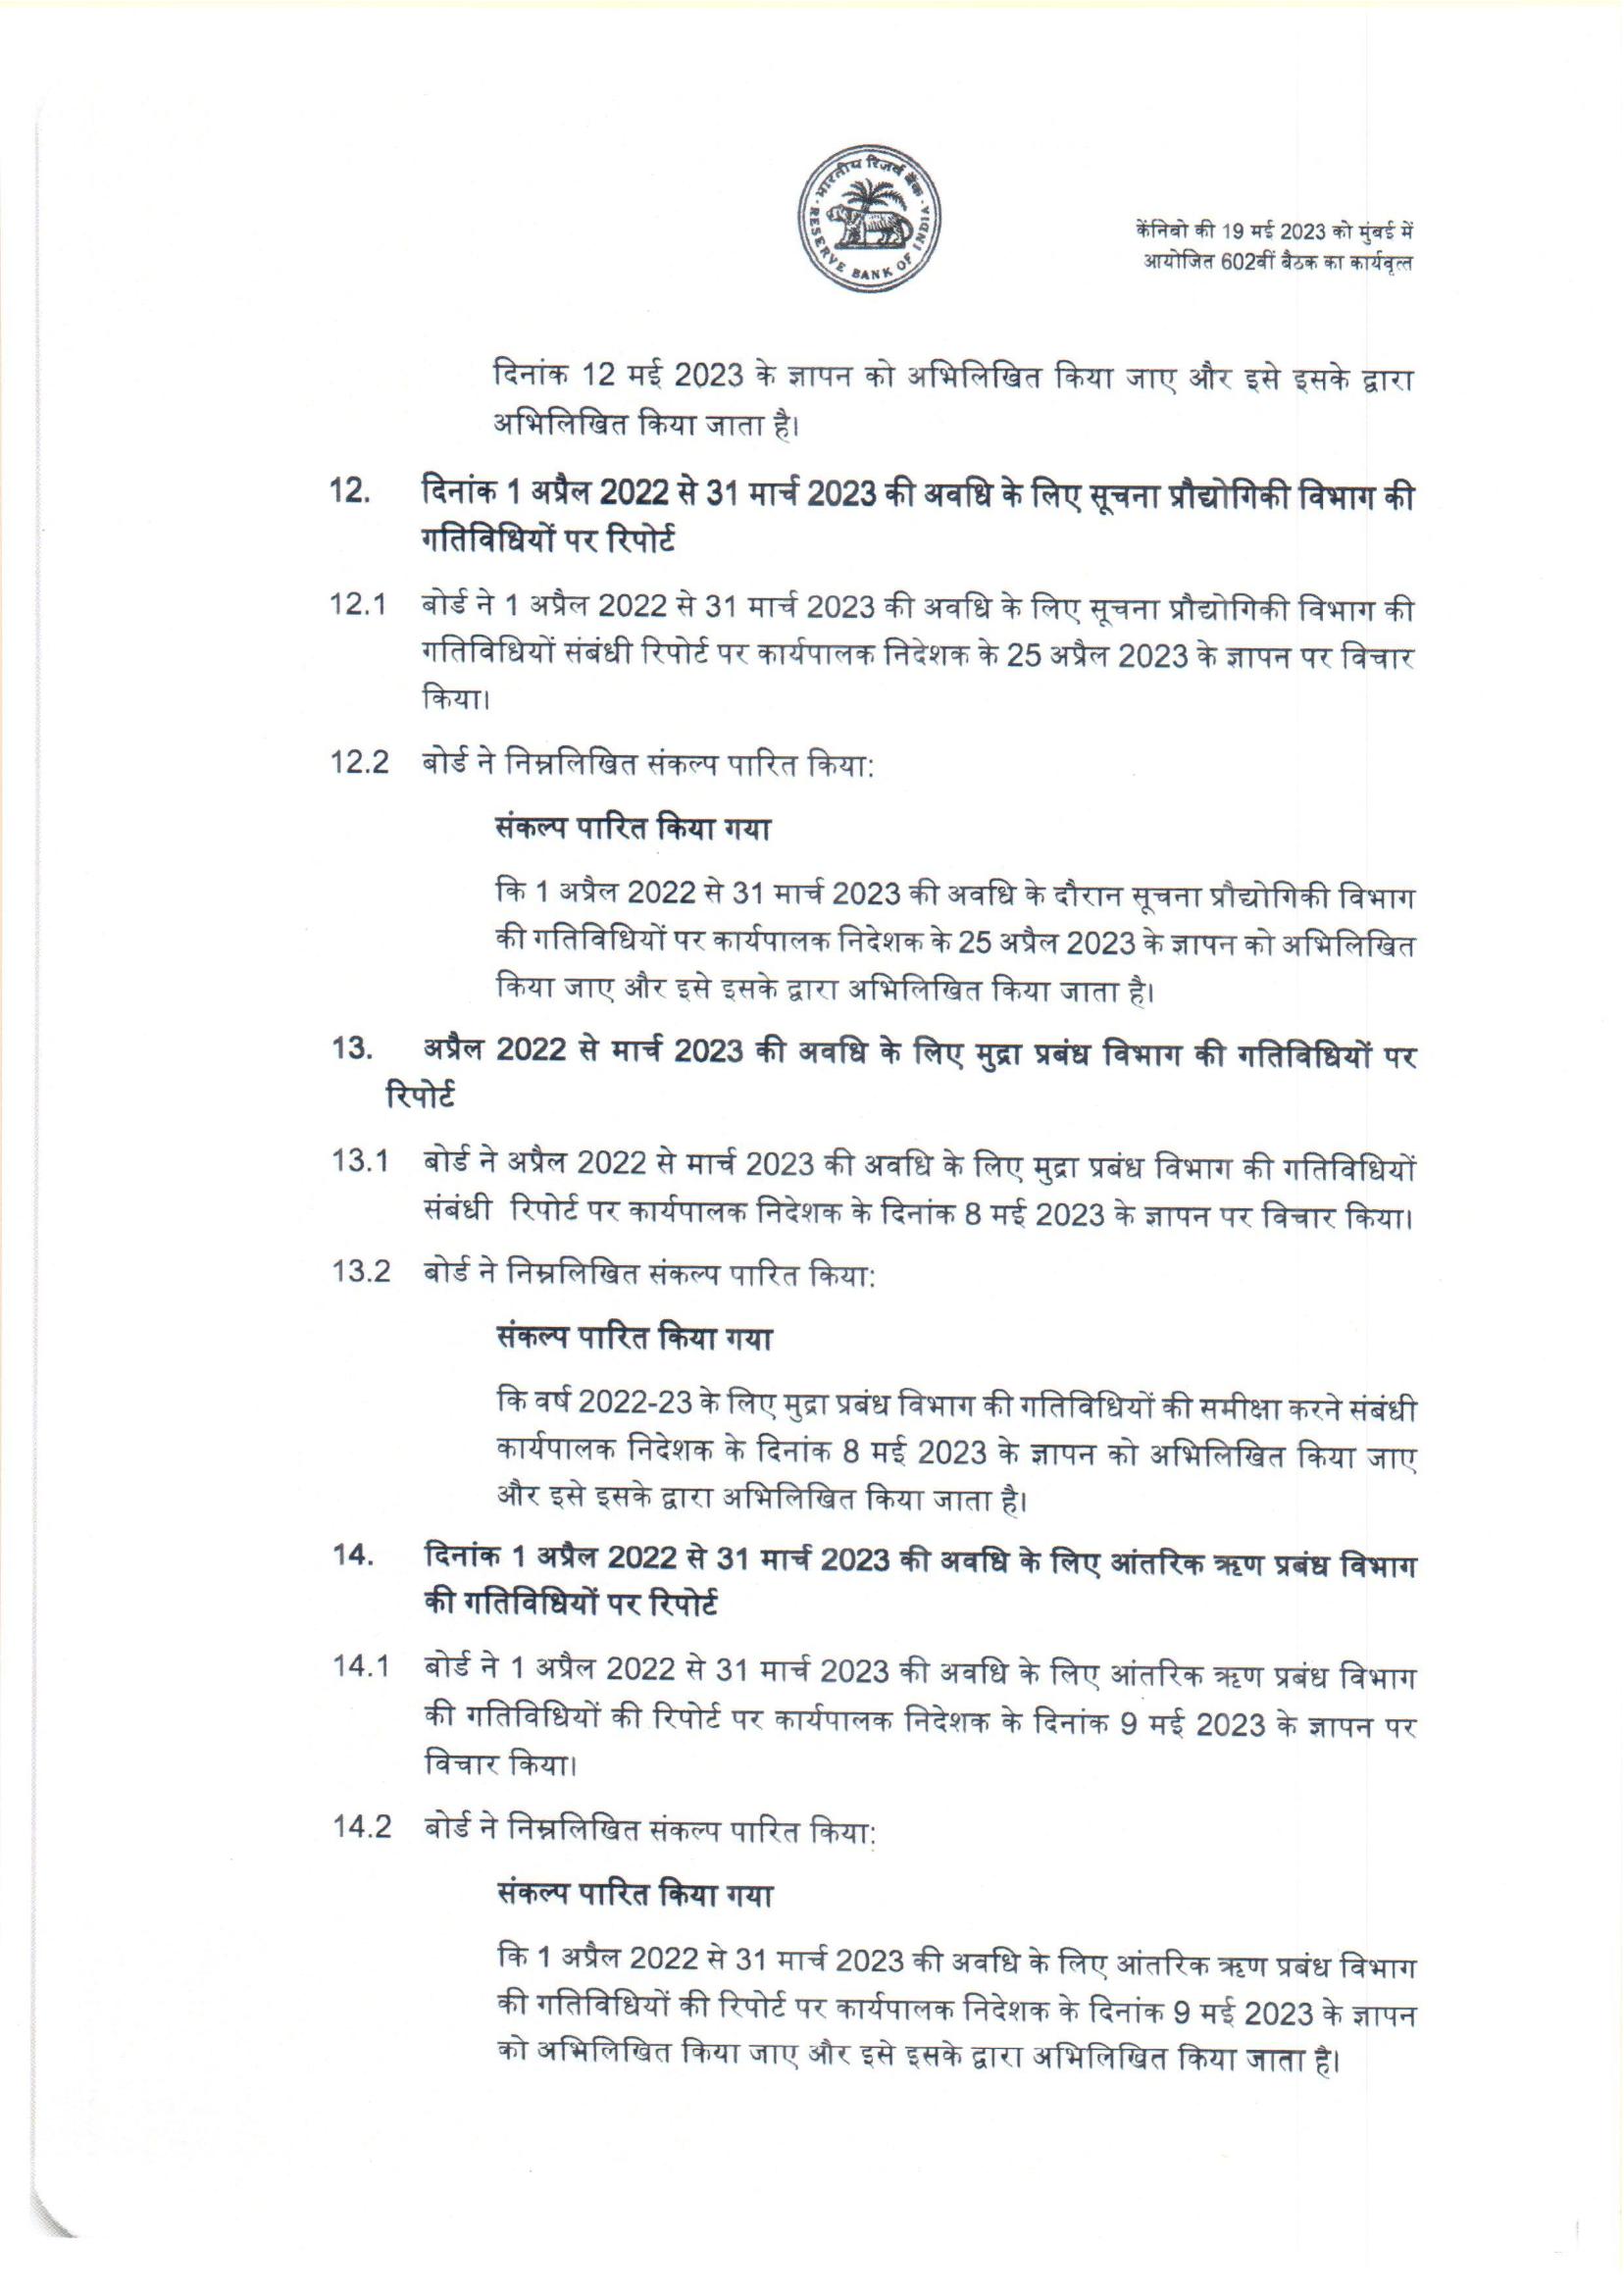 भारतीय रिज़र्व बैंक
RESERVE BANK OF INDIA
केंनिबो की 19 मई 2023 को मुंबई में
आयोजित 602वीं बैठक का कार्यवृत्त
दिनांक 12 मई 2023 के ज्ञापन को अभिलिखित किया जाए और इसे इसके द्वारा
अभिलिखित किया जाता है।
12. दिनांक 1 अप्रैल 2022 से 31 मार्च 2023 की अवधि के लिए सूचना प्रौद्योगिकी विभाग की
गतिविधियों पर रिपोर्ट
12.1 बोर्ड ने 1 अप्रैल 2022 से 31 मार्च 2023 की अवधि के लिए सूचना प्रौद्योगिकी विभाग की
गतिविधियों संबंधी रिपोर्ट पर कार्यपालक निदेशक के 25 अप्रैल 2023 के ज्ञापन पर विचार
किया।
12.2 बोर्ड ने निम्नलिखित संकल्प पारित किया:
संकल्प पारित किया गया
कि 1 अप्रैल 2022 से 31 मार्च 2023 की अवधि के दौरान सूचना प्रौद्योगिकी विभाग
की गतिविधियों पर कार्यपालक निदेशक के 25 अप्रैल 2023 के ज्ञापन को अभिलिखित
किया जाए और इसे इसके द्वारा अभिलिखित किया जाता है।
13. अप्रैल 2022 से मार्च 2023 की अवधि के लिए मुद्रा प्रबंध विभाग की गतिविधियों पर
रिपोर्ट
13.1 बोर्ड ने अप्रैल 2022 से मार्च 2023 की अवधि के लिए मुद्रा प्रबंध विभाग की गतिविधियों
संबंधी रिपोर्ट पर कार्यपालक निदेशक के दिनांक 8 मई 2023 के ज्ञापन पर विचार किया।
13.2 बोर्ड ने निम्नलिखित संकल्प पारित किया:
संकल्प पारित किया गया
कि वर्ष 2022-23 के लिए मुद्रा प्रबंध विभाग की गतिविधियों की समीक्षा करने संबंधी
कार्यपालक निदेशक के दिनांक 8 मई 2023 के ज्ञापन को अभिलिखित किया जाए
और इसे इसके द्वारा अभिलिखित किया जाता है।
14. दिनांक 1 अप्रैल 2022 से 31 मार्च 2023 की अवधि के लिए आंतरिक ऋण प्रबंध विभाग
की गतिविधियों पर रिपोर्ट
14.1 बोर्ड ने 1 अप्रैल 2022 से 31 मार्च 2023 की अवधि के लिए आंतरिक ऋण प्रबंध विभाग
की गतिविधियों की रिपोर्ट पर कार्यपालक निदेशक के दिनांक 9 मई 2023 के ज्ञापन पर
विचार किया।
14.2 बोर्ड ने निम्नलिखित संकल्प पारित किया:
संकल्प पारित किया गया
कि 1 अप्रैल 2022 से 31 मार्च 2023 की अवधि के लिए आंतरिक ऋण प्रबंध विभाग
की गतिविधियों की रिपोर्ट पर कार्यपालक निदेशक के दिनांक 9 मई 2023 के ज्ञापन
को अभिलिखित किया जाए और इसे इसके द्वारा अभिलिखित किया जाता है।